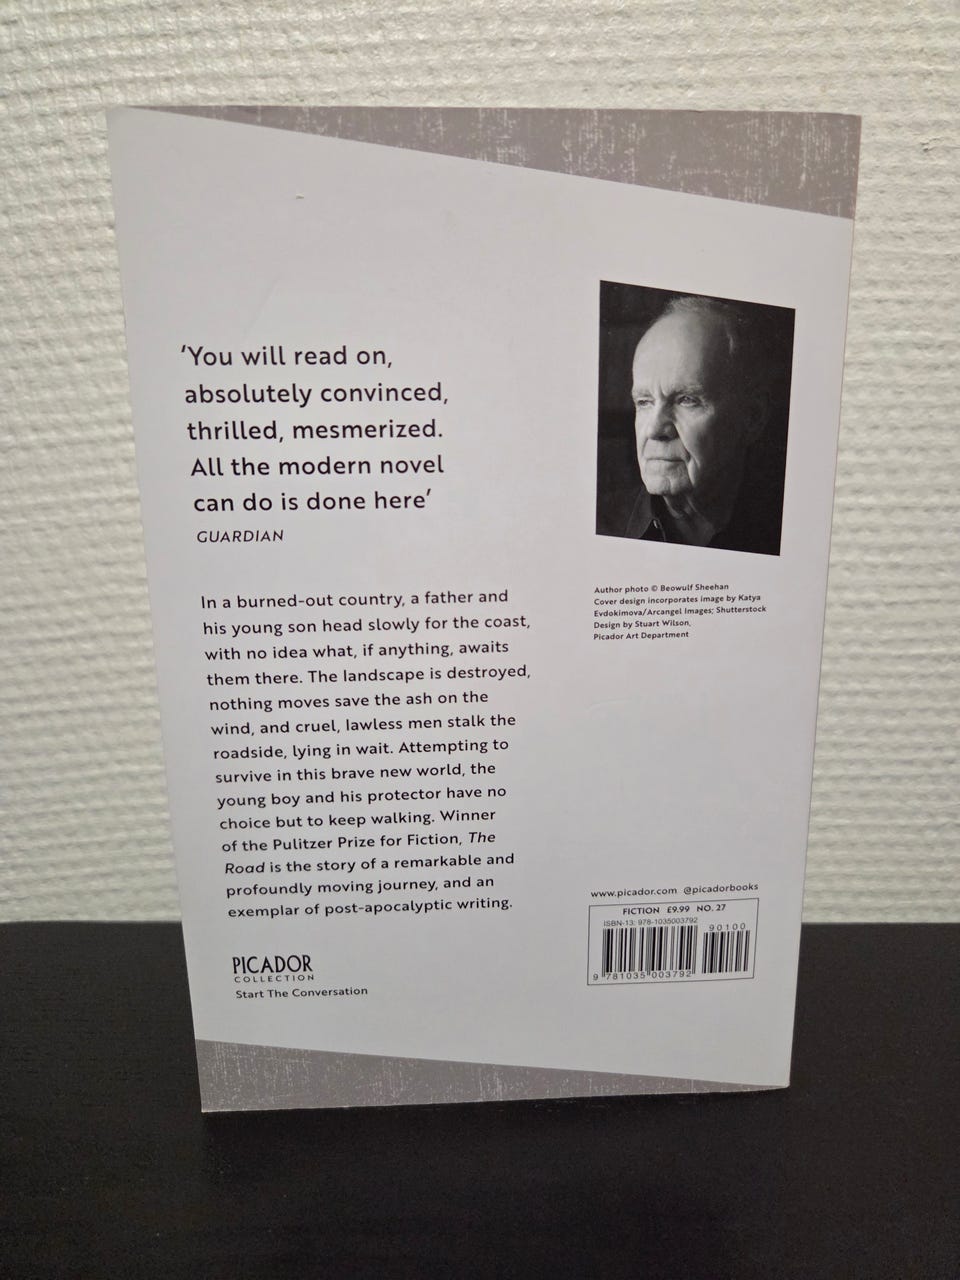 ‘You will read on,
absolutely convinced,
thrilled, mesmerized.
All the modern novel
can do is done here’
GUARDIAN
In a burned-out country, a father and
his young son head slowly for the coast,
with no idea what, if anything, awaits
them there. The landscape is destroyed,
nothing moves save the ash on the
wind, and cruel, lawless men stalk the
roadside, lying in wait. Attempting to
survive in this brave new world, the
young boy and his protector have no
choice but to keep walking. Winner
of the Pulitzer Prize for Fiction, The
Road is the story of a remarkable and
profoundly moving journey, and an
exemplar of post-apocalyptic writing.
PICADOR
COLLECTION
Start The Conversation
Author photo © Beowulf Sheehan
Cover design incorporates image by Katya
Evdokimova/Arcangel Images; Shutterstock
Design by Stuart Wilson,
Picador Art Department
www.picador.com @picadorbooks
FICTION £9.99 NO. 27
ISBN-13: 978-1035003792
90100
9 781035 003792